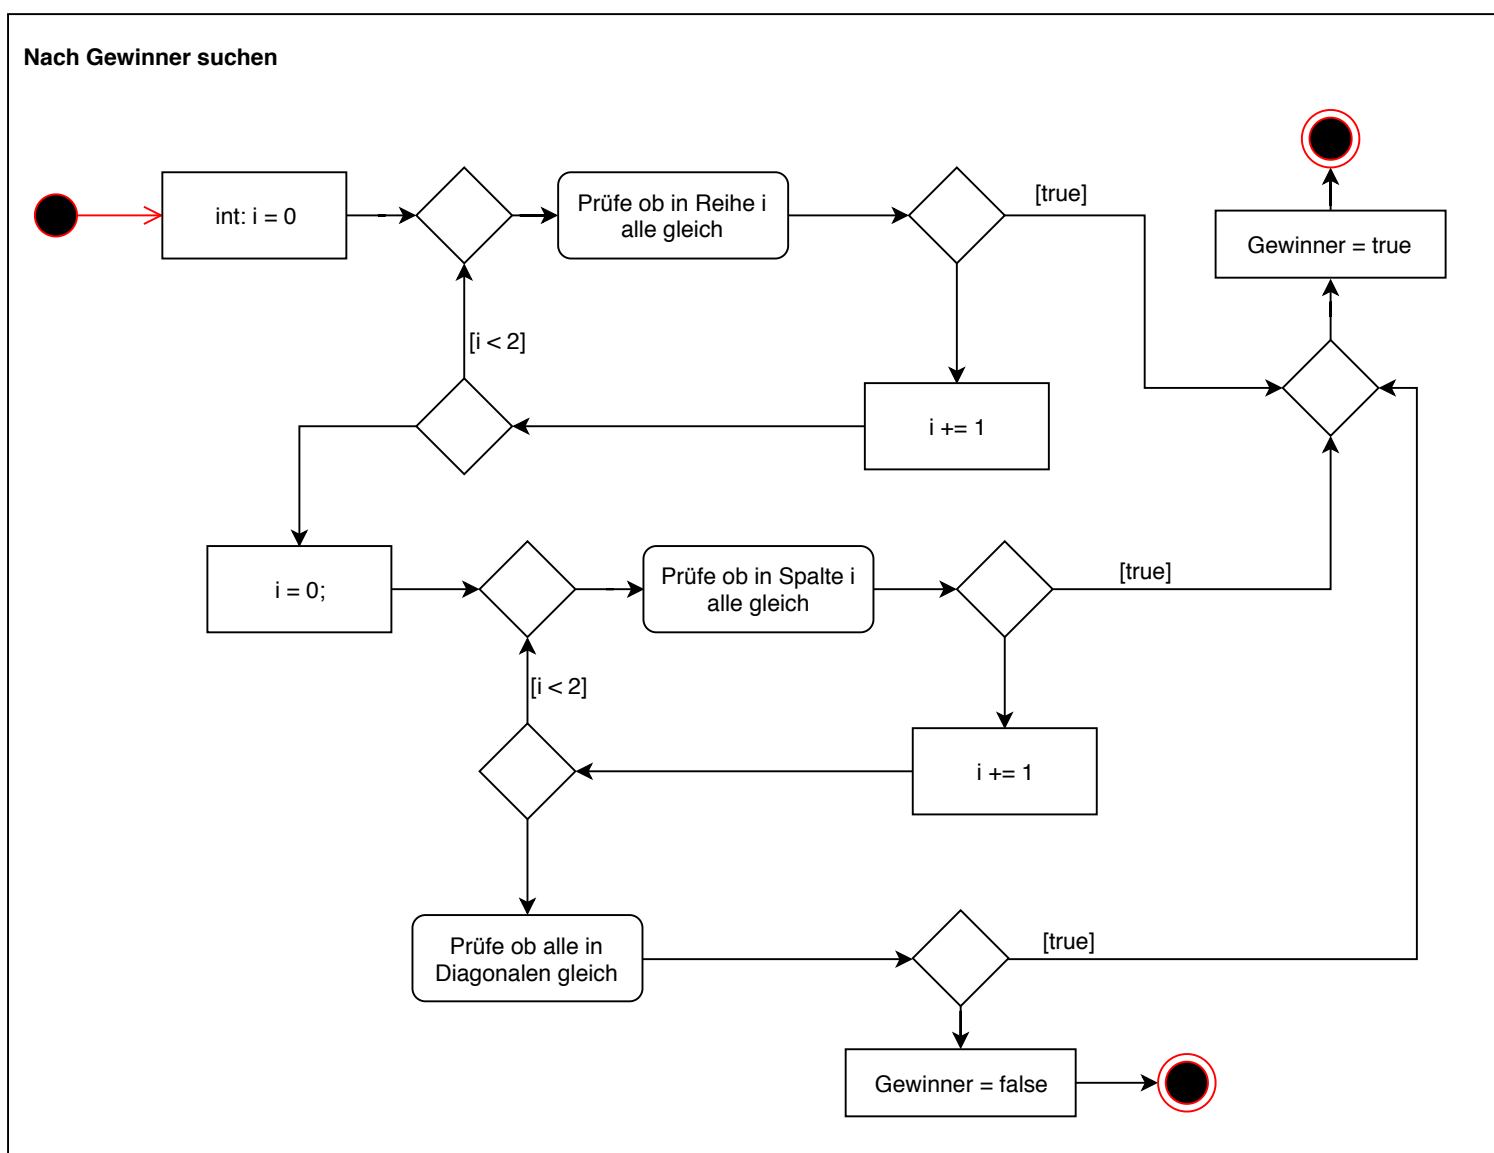 Nach Gewinner suchen
int: i = 0
Prüfe ob in Reihe i
alle gleich
[true]
Gewinner = true
[i < 2]
i += 1
i = 0;
Prüfe ob in Spalte i
alle gleich
[true]
[i < 2]
i += 1
Prüfe ob alle in
Diagonalen gleich
[true]
Gewinner = false